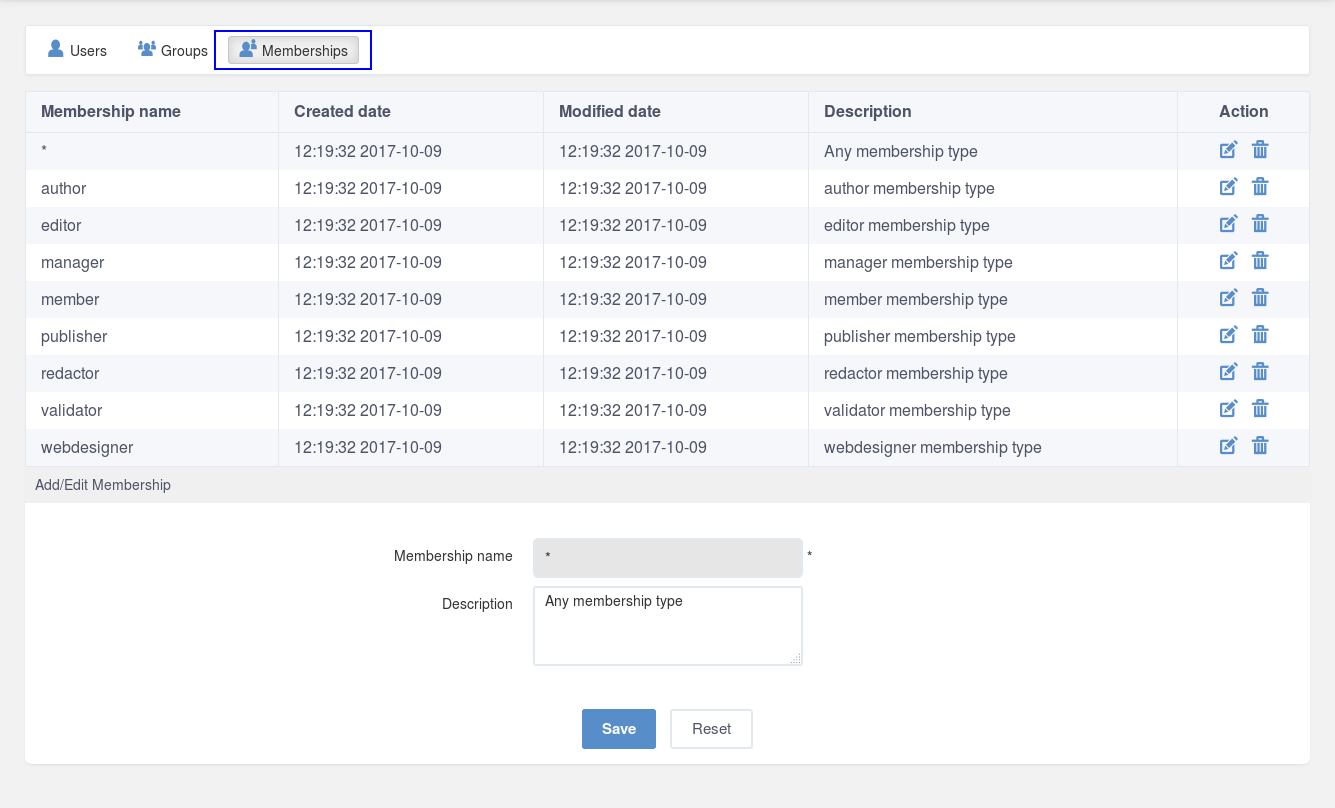 Users Groups Memberships
Membership name Created date Modified date Description Action
* 12:19:32 2017-10-09 12:19:32 2017-10-09 Any membership type
author 12:19:32 2017-10-09 12:19:32 2017-10-09 author membership type
editor 12:19:32 2017-10-09 12:19:32 2017-10-09 editor membership type
manager 12:19:32 2017-10-09 12:19:32 2017-10-09 manager membership type
member 12:19:32 2017-10-09 12:19:32 2017-10-09 member membership type
publisher 12:19:32 2017-10-09 12:19:32 2017-10-09 publisher membership type
redactor 12:19:32 2017-10-09 12:19:32 2017-10-09 redactor membership type
validator 12:19:32 2017-10-09 12:19:32 2017-10-09 validator membership type
webdesigner 12:19:32 2017-10-09 12:19:32 2017-10-09 webdesigner membership type
Add/Edit Membership
Membership name * *
Description Any membership type
Save Reset